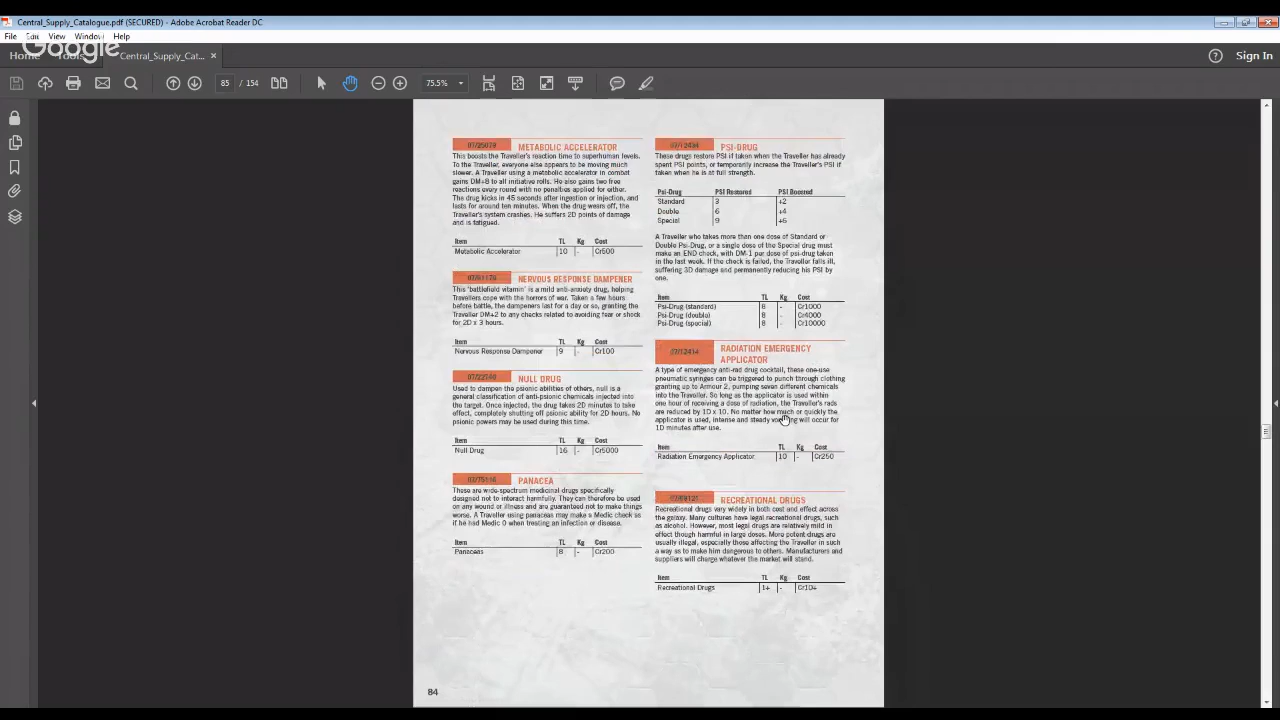 Central_Supply_Catalogue.pdf (SECURED) - Adobe Acrobat Reader DC
File Edit View Window Help
Google
Home Tools Central_Supply_Cat... ×
Sign In
85 / 154
75.5%
METABOLIC ACCELERATOR
This boosts the Traveller's reaction time to superhuman levels.
To the Traveller, everyone else appears to be moving much
slower. A Traveller using a metabolic accelerator in combat
gains DM+8 to all initiative rolls. He also gains two free
reactions every round with no penalties applied for either.
The drug kicks in 45 seconds after ingestion or injection, and
lasts for around ten minutes. When the drug wears off, the
Traveller's system crashes. He suffers 2D points of damage
and is fatigued.
Item TL Kg Cost
Metabolic Accelerator 10 - Cr500
NERVOUS RESPONSE DAMPENER
This 'battlefield vitamin' is a mild anti-anxiety drug, helping
Travellers cope with the horrors of war. Taken a few hours
before battle, the dampeners last for a day or so, granting the
Traveller DM+2 to any checks related to avoiding fear or shock
for 2D x 3 hours.
Item TL Kg Cost
Nervous Response Dampener 9 - Cr100
NULL DRUG
Used to dampen the psionic abilities of others, null is a
general classification of anti-psionic chemicals injected into
the target. Once injected, the drug takes 2D minutes to take
effect, completely shutting off psionic ability for 2D hours. No
psionic powers may be used during this time.
Item TL Kg Cost
Null Drug 16 - Cr5000
PANACEA
These are wide-spectrum medicinal drugs specifically
designed not to interact harmfully. They can therefore be used
on any wound or illness and are guaranteed not to make things
worse. A Traveller using panacea may make a Medic check as
if he had Medic 0 when treating an infection or disease.
Item TL Kg Cost
Panaceas 8 - Cr200
84
07/12434 PSI-DRUG
These drugs restore PSI if taken when the Traveller has already
spent PSI points, or temporarily increase the Traveller's PSI if
taken when he is at full strength.
Psi-Drug PSI Restored PSI Boosted
Standard 3 +2
Double 6 +4
Special 9 +6
A Traveller who takes more than one dose of Standard or
Double Psi-Drug, or a single dose of the Special drug must
make an END check, with DM-1 per dose of psi-drug taken
in the last week. If the check is failed, the Traveller falls ill,
suffering 3D damage and permanently reducing his PSI by
one.
Item TL Kg Cost
Psi-Drug (standard) 8 - Cr1000
Psi-Drug (double) 8 - Cr4000
Psi-Drug (special) 8 - Cr10000
07/12414 RADIATION EMERGENCY
APPLICATOR
A type of emergency anti-rad drug cocktail, these one-use
pneumatic syringes can be triggered to punch through clothing
granting up to Armour 2, pumping seven different chemicals
into the Traveller. So long as the applicator is used within
one hour of receiving a dose of radiation, the Traveller's rads
are reduced by 1D x 10. No matter how much or quickly the
applicator is used, intense and steady vomiting will occur for
1D minutes after use.
Item TL Kg Cost
Radiation Emergency Applicator 10 - Cr250
RECREATIONAL DRUGS
Recreational drugs vary widely in both cost and effect across
the galaxy. Many cultures have legal recreational drugs, such
as alcohol. However, most legal drugs are relatively mild in
effect though harmful in large doses. More potent drugs are
usually illegal, especially those affecting the Traveller in such
a way as to make him dangerous to others. Manufacturers and
suppliers will charge whatever the market will stand.
Item TL Kg Cost
Recreational Drugs 1+ - Cr10+